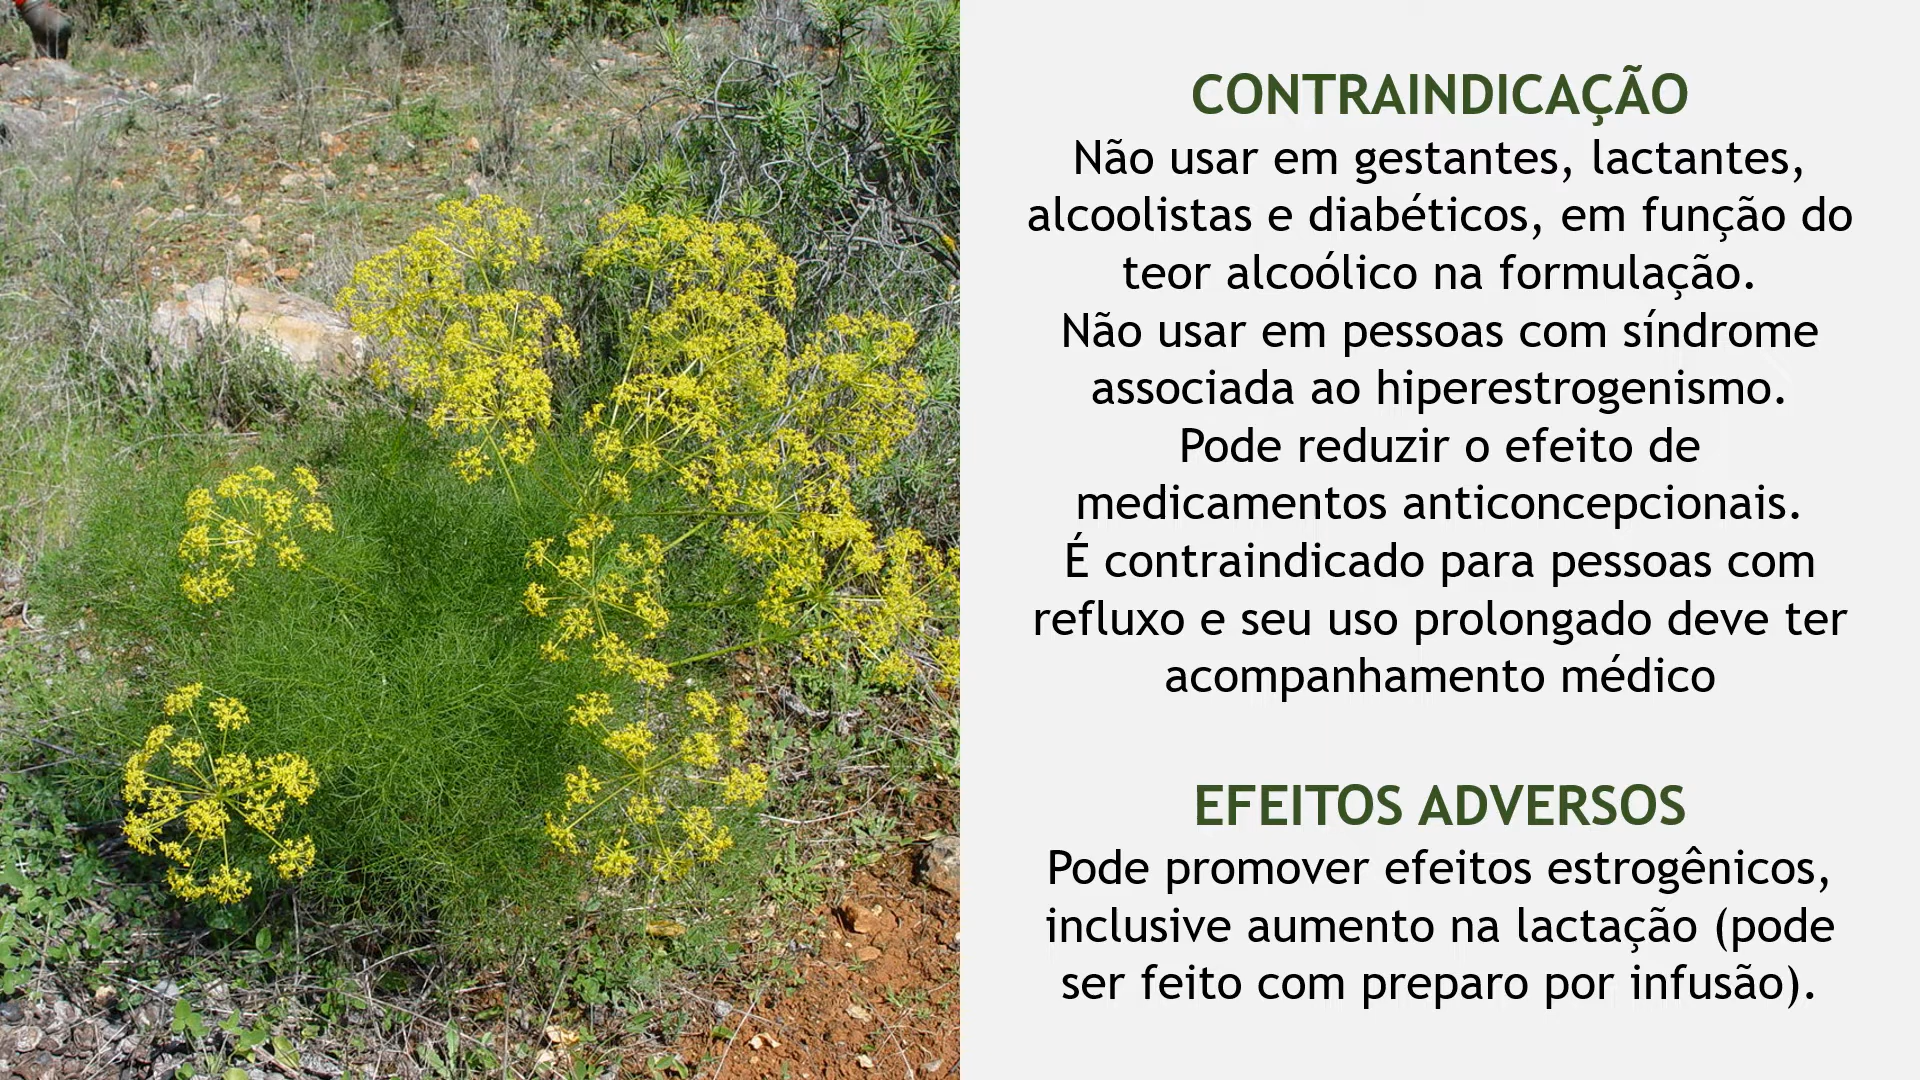 CONTRAINDICAÇÃO
Não usar em gestantes, lactantes,
alcoolistas e diabéticos, em função do
teor alcoólico na formulação.
Não usar em pessoas com síndrome
associada ao hiperestrogenismo.
Pode reduzir o efeito de
medicamentos anticoncepcionais.
É contraindicado para pessoas com
refluxo e seu uso prolongado deve ter
acompanhamento médico
EFEITOS ADVERSOS
Pode promover efeitos estrogênicos,
inclusive aumento na lactação (pode
ser feito com preparo por infusão).